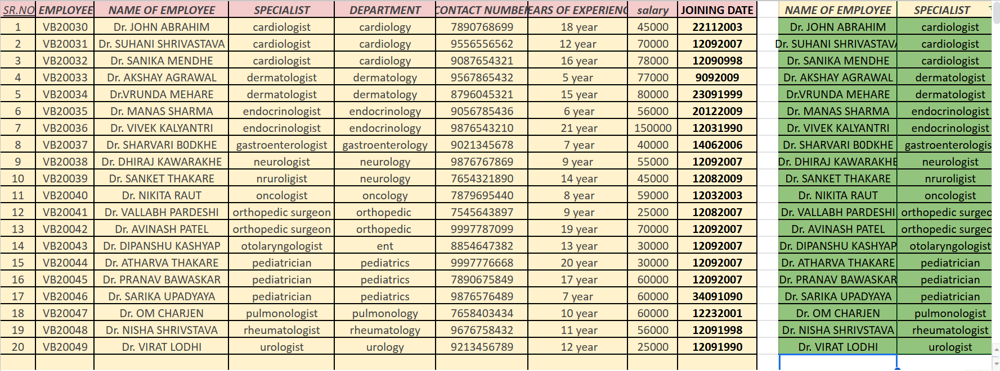 SR.NO EMPLOYEE NAME OF EMPLOYEE SPECIALIST DEPARTMENT CONTACT NUMBER EARS OF EXPERIENC salary JOINING DATE NAME OF EMPLOYEE SPECIALIST
1 VB20030 Dr. JOHN ABRAHIM cardiologist cardiology 7890768699 18 year 45000 22112003 Dr. JOHN ABRAHIM cardiologist
2 VB20031 Dr. SUHANI SHRIVASTAVA cardiologist cardiology 9556556562 12 year 70000 12092007 Dr. SUHANI SHRIVASTAVA cardiologist
3 VB20032 Dr. SANIKA MENDHE cardiologist cardiology 9087654321 16 year 78000 12090998 Dr. SANIKA MENDHE cardiologist
4 VB20033 Dr. AKSHAY AGRAWAL dermatologist dermatology 9567865432 5 year 77000 9092009 Dr. AKSHAY AGRAWAL dermatologist
5 VB20034 Dr.VRUNDA MEHARE dermatologist dermatology 8796045321 15 year 80000 23091999 Dr.VRUNDA MEHARE dermatologist
6 VB20035 Dr. MANAS SHARMA endocrinologist endocrinology 9056785436 6 year 56000 20122009 Dr. MANAS SHARMA endocrinologist
7 VB20036 Dr. VIVEK KALYANTRI endocrinologist endocrinology 9876543210 21 year 150000 12031990 Dr. VIVEK KALYANTRI endocrinologist
8 VB20037 Dr. SHARVARI B0DKHE gastroenterologist gastroenterology 9021345678 7 year 40000 14062006 Dr. SHARVARI B0DKHE gastroenterologis
9 VB20038 Dr. DHIRAJ KAWARAKHE neurologist neurology 9876767869 9 year 55000 12092007 Dr. DHIRAJ KAWARAKHE neurologist
10 VB20039 Dr. SANKET THAKARE nruroligist neurology 7654321890 14 year 45000 12082009 Dr. SANKET THAKARE nruroligist
11 VB20040 Dr. NIKITA RAUT oncologist oncology 7879695440 8 year 59000 12032003 Dr. NIKITA RAUT oncologist
12 VB20041 Dr. VALLABH PARDESHI orthopedic surgeon orthopedic 7545643897 9 year 25000 12082007 Dr. VALLABH PARDESHI orthopedic surgeo
13 VB20042 Dr. AVINASH PATEL orthopedic surgeon orthopedic 9997787099 19 year 70000 12092007 Dr. AVINASH PATEL orthopedic surgeo
14 VB20043 Dr. DIPANSHU KASHYAP otolaryngologist ent 8854647382 13 year 30000 12092007 Dr. DIPANSHU KASHYAP otolaryngologist
15 VB20044 Dr. ATHARVA THAKARE pediatrician pediatrics 9997776668 20 year 30000 12092007 Dr. ATHARVA THAKARE pediatrician
16 VB20045 Dr. PRANAV BAWASKAR pediatrician pediatrics 7890675849 17 year 60000 12092007 Dr. PRANAV BAWASKAR pediatrician
17 VB20046 Dr. SARIKA UPADYAYA pediatrician pediatrics 9876576489 7 year 60000 34091090 Dr. SARIKA UPADYAYA pediatrician
18 VB20047 Dr. OM CHARJEN pulmonologist pulmonology 7658403434 10 year 60000 12232001 Dr. OM CHARJEN pulmonologist
19 VB20048 Dr. NISHA SHRIVSTAVA rheumatologist rheumatology 9676758432 11 year 56000 12091998 Dr. NISHA SHRIVSTAVA rheumatologist
20 VB20049 Dr. VIRAT LODHI urologist urology 9213456789 12 year 25000 12091990 Dr. VIRAT LODHI urologist